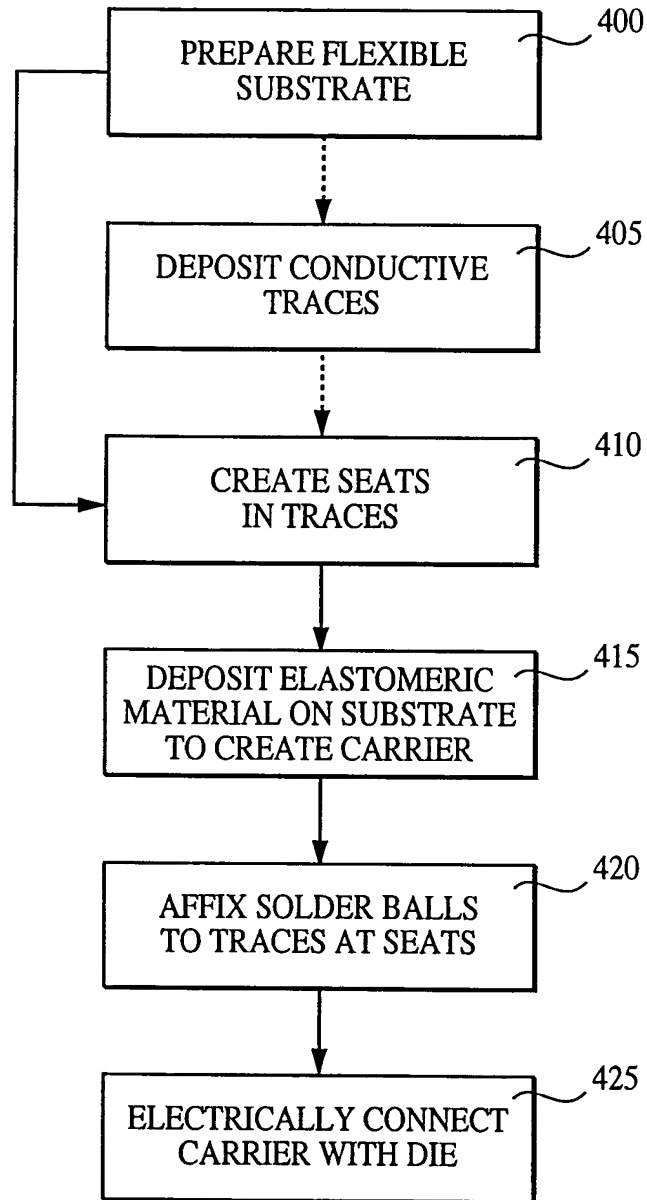 400
PREPARE FLEXIBLE
SUBSTRATE
405
DEPOSIT CONDUCTIVE
TRACES
410
CREATE SEATS
IN TRACES
415
DEPOSIT ELASTOMERIC
MATERIAL ON SUBSTRATE
TO CREATE CARRIER
420
AFFIX SOLDER BALLS
TO TRACES AT SEATS
425
ELECTRICALLY CONNECT
CARRIER WITH DIE